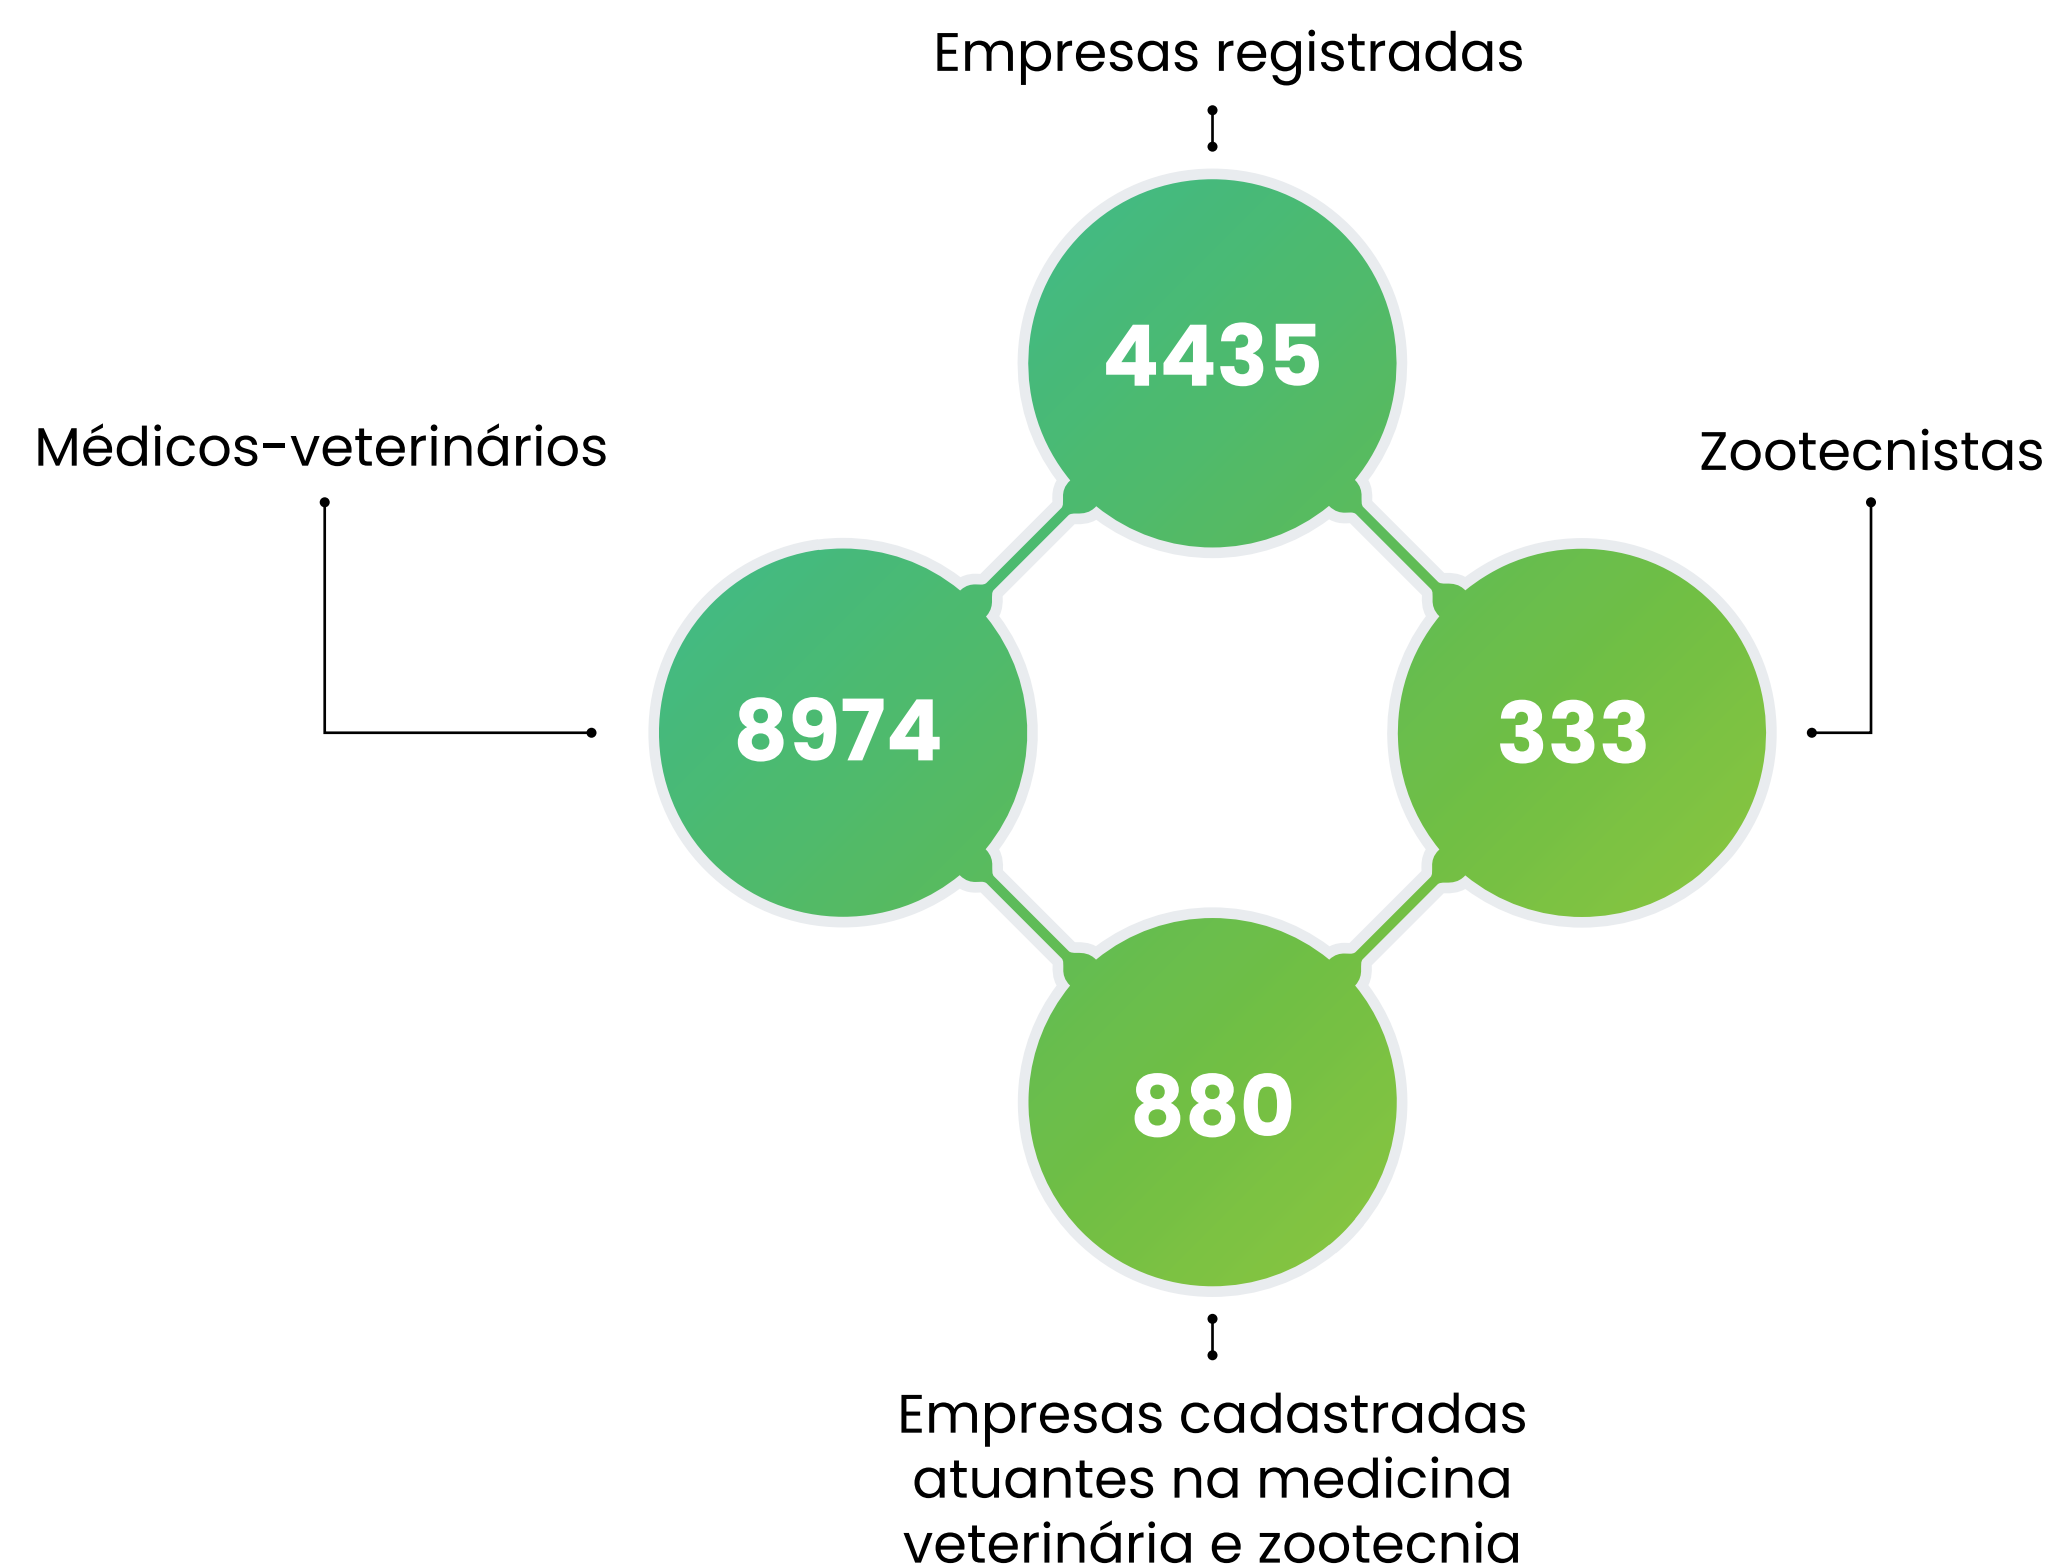 Empresas registradas
4435
Médicos-veterinários
Zootecnistas
8974
333
880
Empresas cadastradas
atuantes na medicina
veterinária e zootecnia